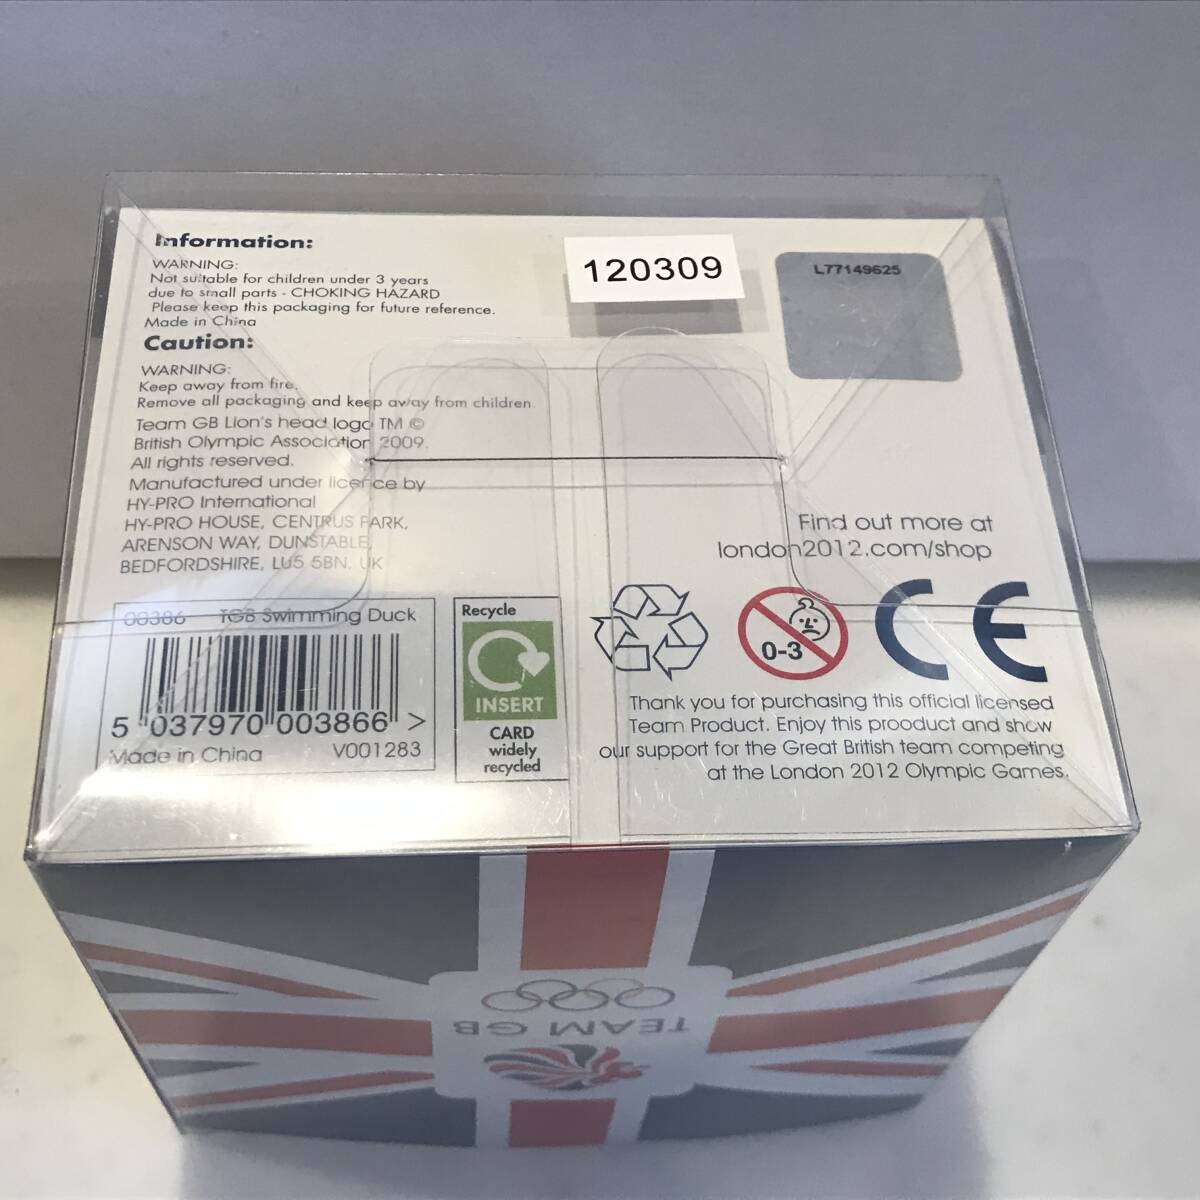 Information:
WARNING:
Not suitable for children under 3 years
due to small parts - CHOKING HAZARD
Please keep this packaging for future reference.
Made in China
Caution:
WARNING:
Keep away from fire.
Remove all packaging and keep away from children.
Team GB Lion's head logo TM ©
British Olympic Association 2009.
All rights reserved.
Manufactured under licence by
HY-PRO International
HY-PRO HOUSE, CENTRUS PARK,
ARENSON WAY, DUNSTABLE,
BEDFORDSHIRE, LU5 5BN. UK
120309
L77149625
Find out more at
london2012.com/shop
00386 TGB Swimming Duck
5 037970 003866 >
Made in China V001283
Recycle
INSERT
CARD
widely
recycled
0-3
CE
Thank you for purchasing this official licensed
Team Product. Enjoy this prooduct and show
our support for the Great British team competing
at the London 2012 Olympic Games.
TEAM GB